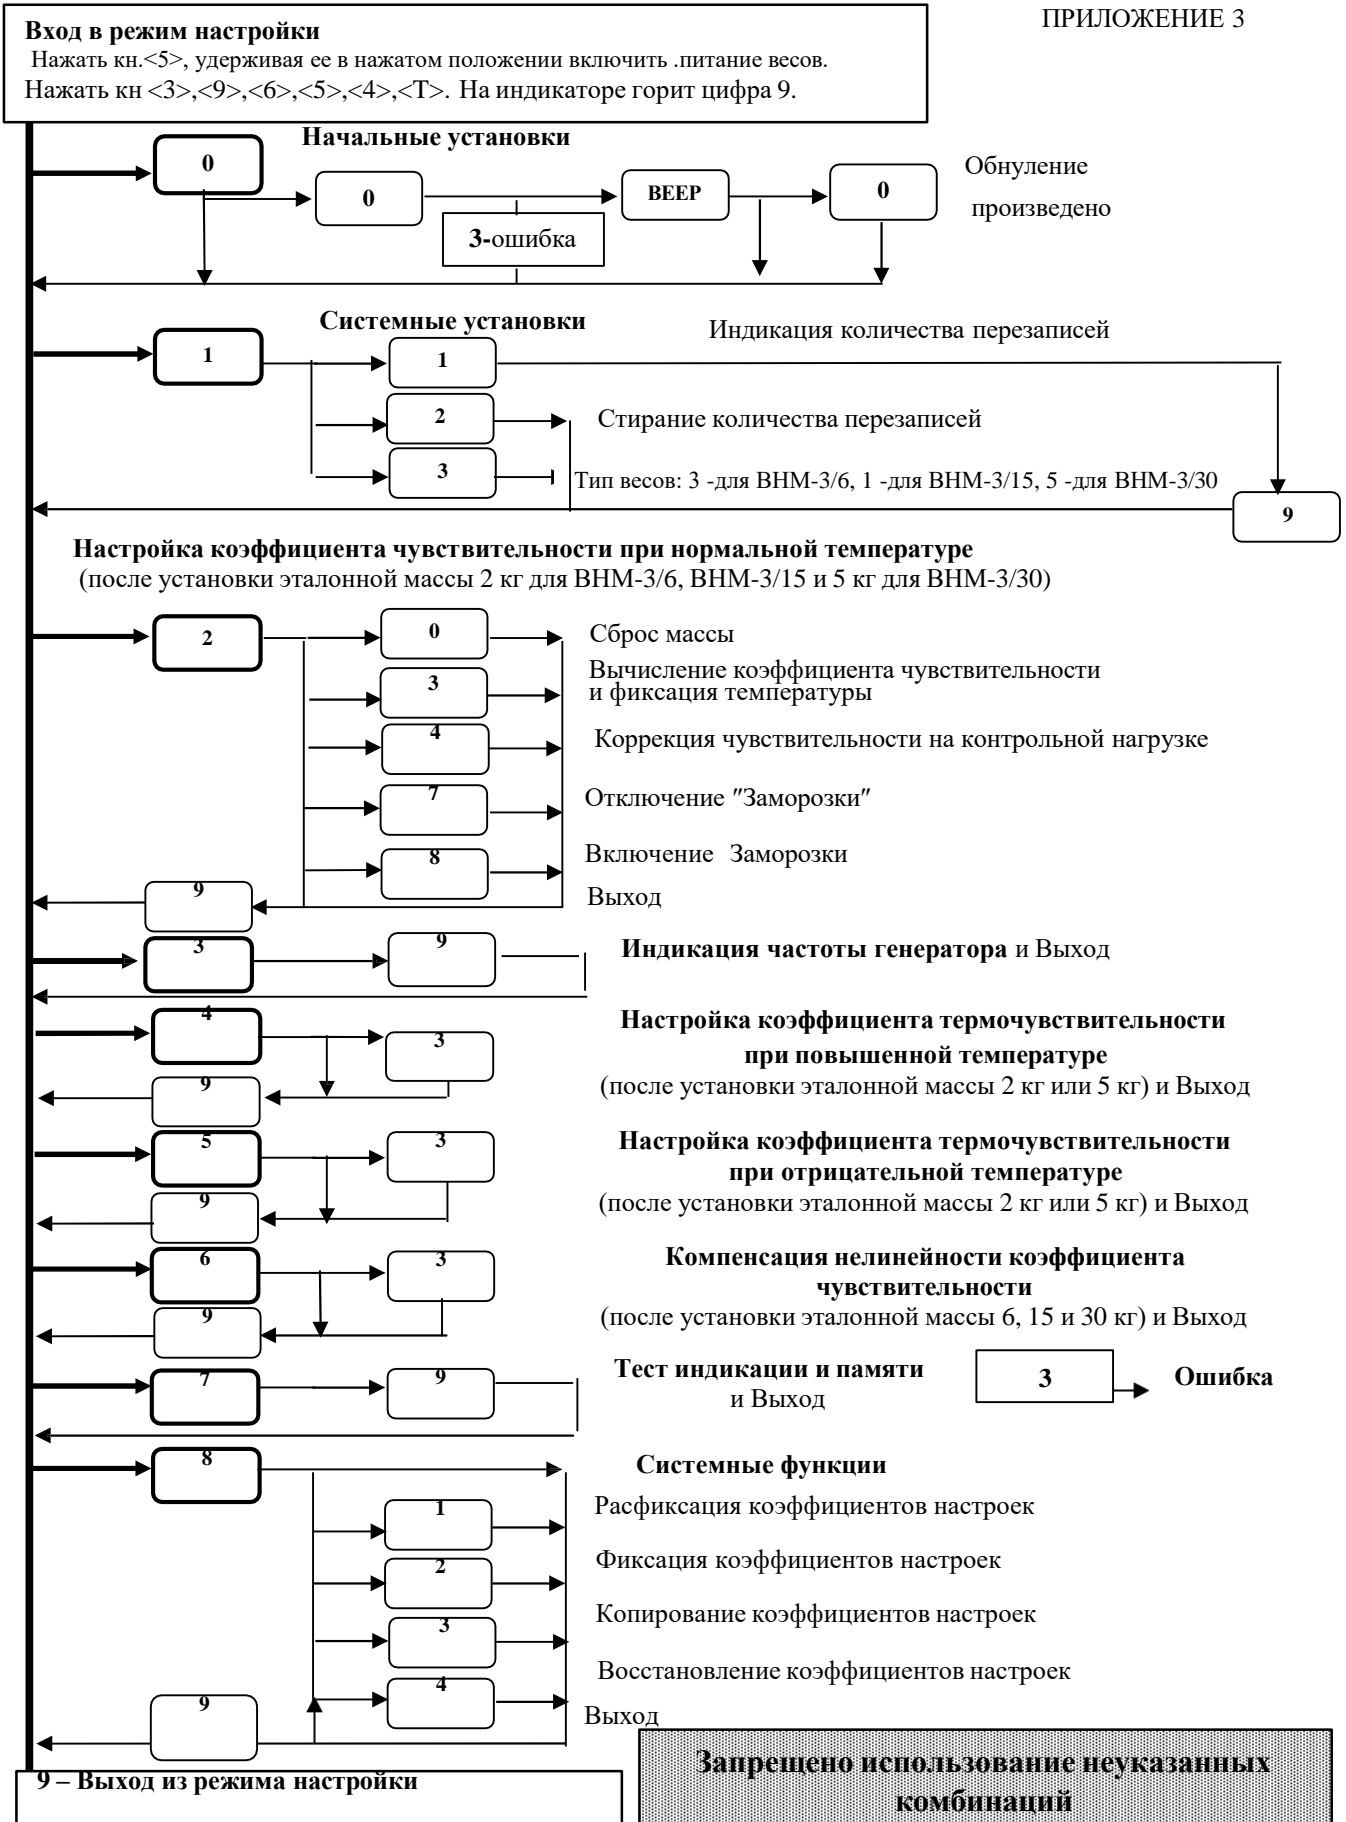 ПРИЛОЖЕНИЕ 3
Вход в режим настройки
Нажать кн.<5>, удерживая ее в нажатом положении включить .питание весов.
Нажать кн <3>,<9>,<6>,<5>,<4>,<T>. На индикаторе горит цифра 9.
Начальные установки
0
0
BEEP
0
Обнуление
произведено
3-ошибка
Системные установки
Индикация количества перезаписей
1
1
2
Стирание количества перезаписей
3
Тип весов: 3 -для ВНМ-3/6, 1 -для ВНМ-3/15, 5 -для ВНМ-3/30
9
Настройка коэффициента чувствительности при нормальной температуре
(после установки эталонной массы 2 кг для ВНМ-3/6, ВНМ-3/15 и 5 кг для ВНМ-3/30)
2
0
Сброс массы
3
Вычисление коэффициента чувствительности
и фиксация температуры
4
Коррекция чувствительности на контрольной нагрузке
7
Отключение "Заморозки"
8
Включение Заморозки
9
Выход
3
9
Индикация частоты генератора и Выход
4
3
9
Настройка коэффициента термочувствительности
при повышенной температуре
(после установки эталонной массы 2 кг или 5 кг) и Выход
5
3
9
Настройка коэффициента термочувствительности
при отрицательной температуре
(после установки эталонной массы 2 кг или 5 кг) и Выход
6
3
9
Компенсация нелинейности коэффициента
чувствительности
(после установки эталонной массы 6, 15 и 30 кг) и Выход
7
9
Тест индикации и памяти
и Выход
3
Ошибка
8
Системные функции
1
Расфиксация коэффициентов настроек
2
Фиксация коэффициентов настроек
3
Копирование коэффициентов настроек
4
Восстановление коэффициентов настроек
9
Выход
9 – Выход из режима настройки
Запрещено использование неуказанных
комбинаций